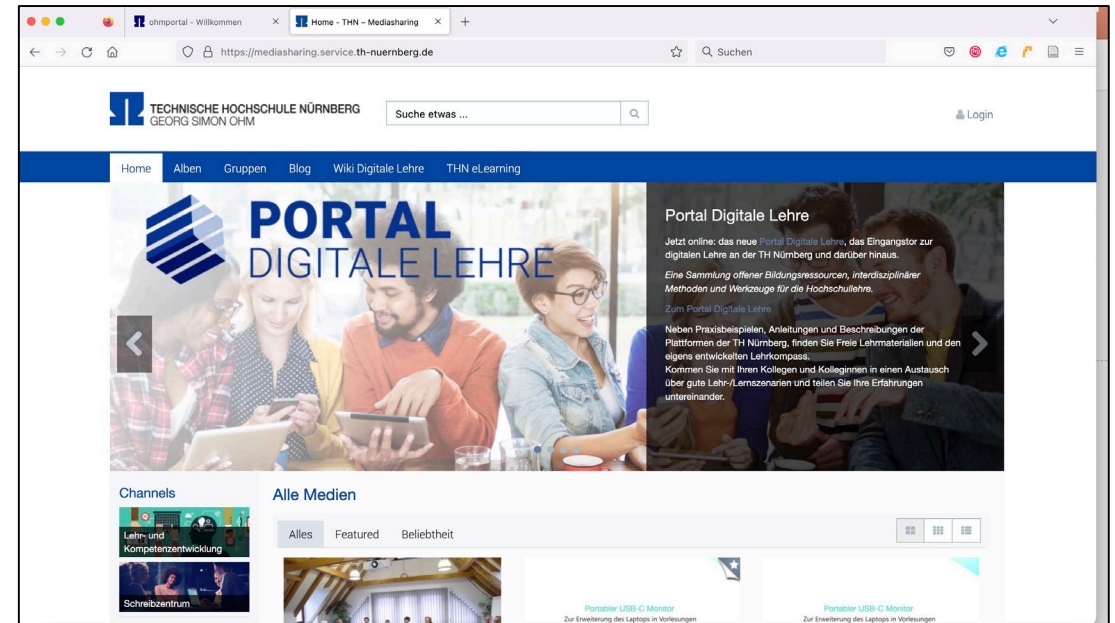 ohmportal – Willkommen
Home - THN – Mediasharing
https://mediasharing.service.th-nuernberg.de
Suchen
TECHNISCHE HOCHSCHULE NÜRNBERG
GEORG SIMON OHM
Suche etwas ...
Login
Home Alben Gruppen Blog Wiki Digitale Lehre THN eLearning
PORTAL
DIGITALE LEHRE
Portal Digitale Lehre
Jetzt online: das neue Portal Digitale Lehre, das Eingangstor zur
digitalen Lehre an der TH Nürnberg und darüber hinaus.
Eine Sammlung offener Bildungsressourcen, interdisziplinärer
Methoden und Werkzeuge für die Hochschullehre.
Zum Portal Digitale Lehre
Neben Praxisbeispielen, Anleitungen und Beschreibungen der
Plattformen der TH Nürnberg, finden Sie Freie Lehrmaterialien und den
eigens entwickelten Lehrkompass.
Kommen Sie mit Ihren Kollegen und Kolleginnen in einen Austausch
über gute Lehr-/Lernszenarien und teilen Sie Ihre Erfahrungen
untereinander.
Channels
Lehr- und
Kompetenzentwicklung
Schreibzentrum
Alle Medien
Alles Featured Beliebtheit
Portabler USB-C Monitor
Zur Erweiterung des Laptops in Vorlesungen
Portabler USB-C Monitor
Zur Erweiterung des Laptops in Vorlesungen